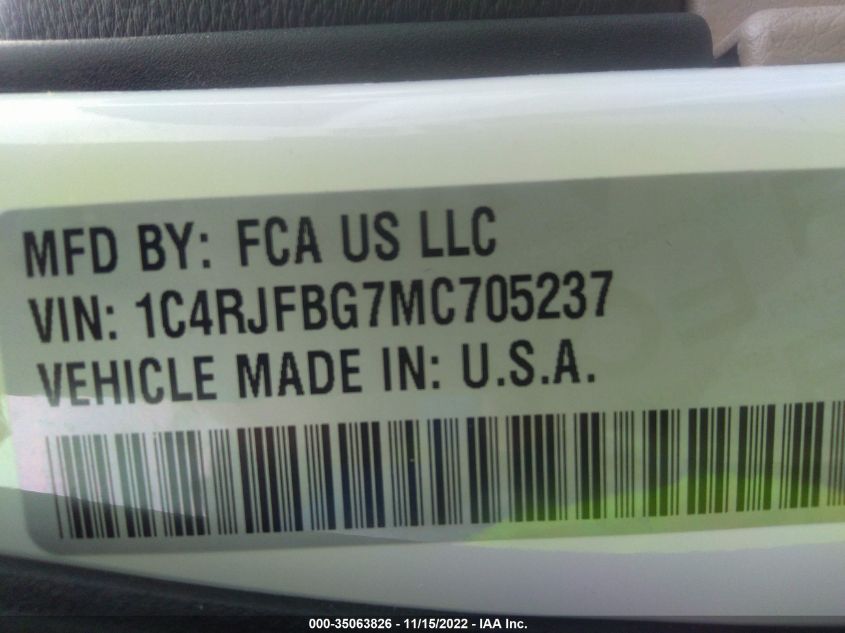 MFD BY: FCA US LLC
VIN: 1C4RJFBG7MC705237
VEHICLE MADE IN: U.S.A.
000-35063826 - 11/15/2022 - IAA Inc.